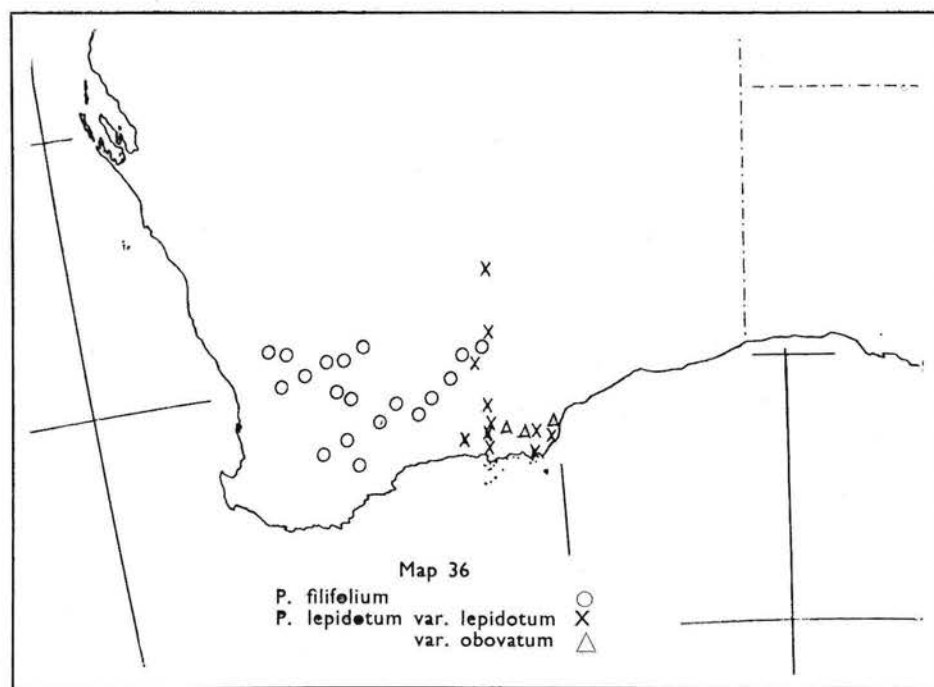 Map 36
P. filifolium
P. lepidotum var. lepidotum X
var. obovatum